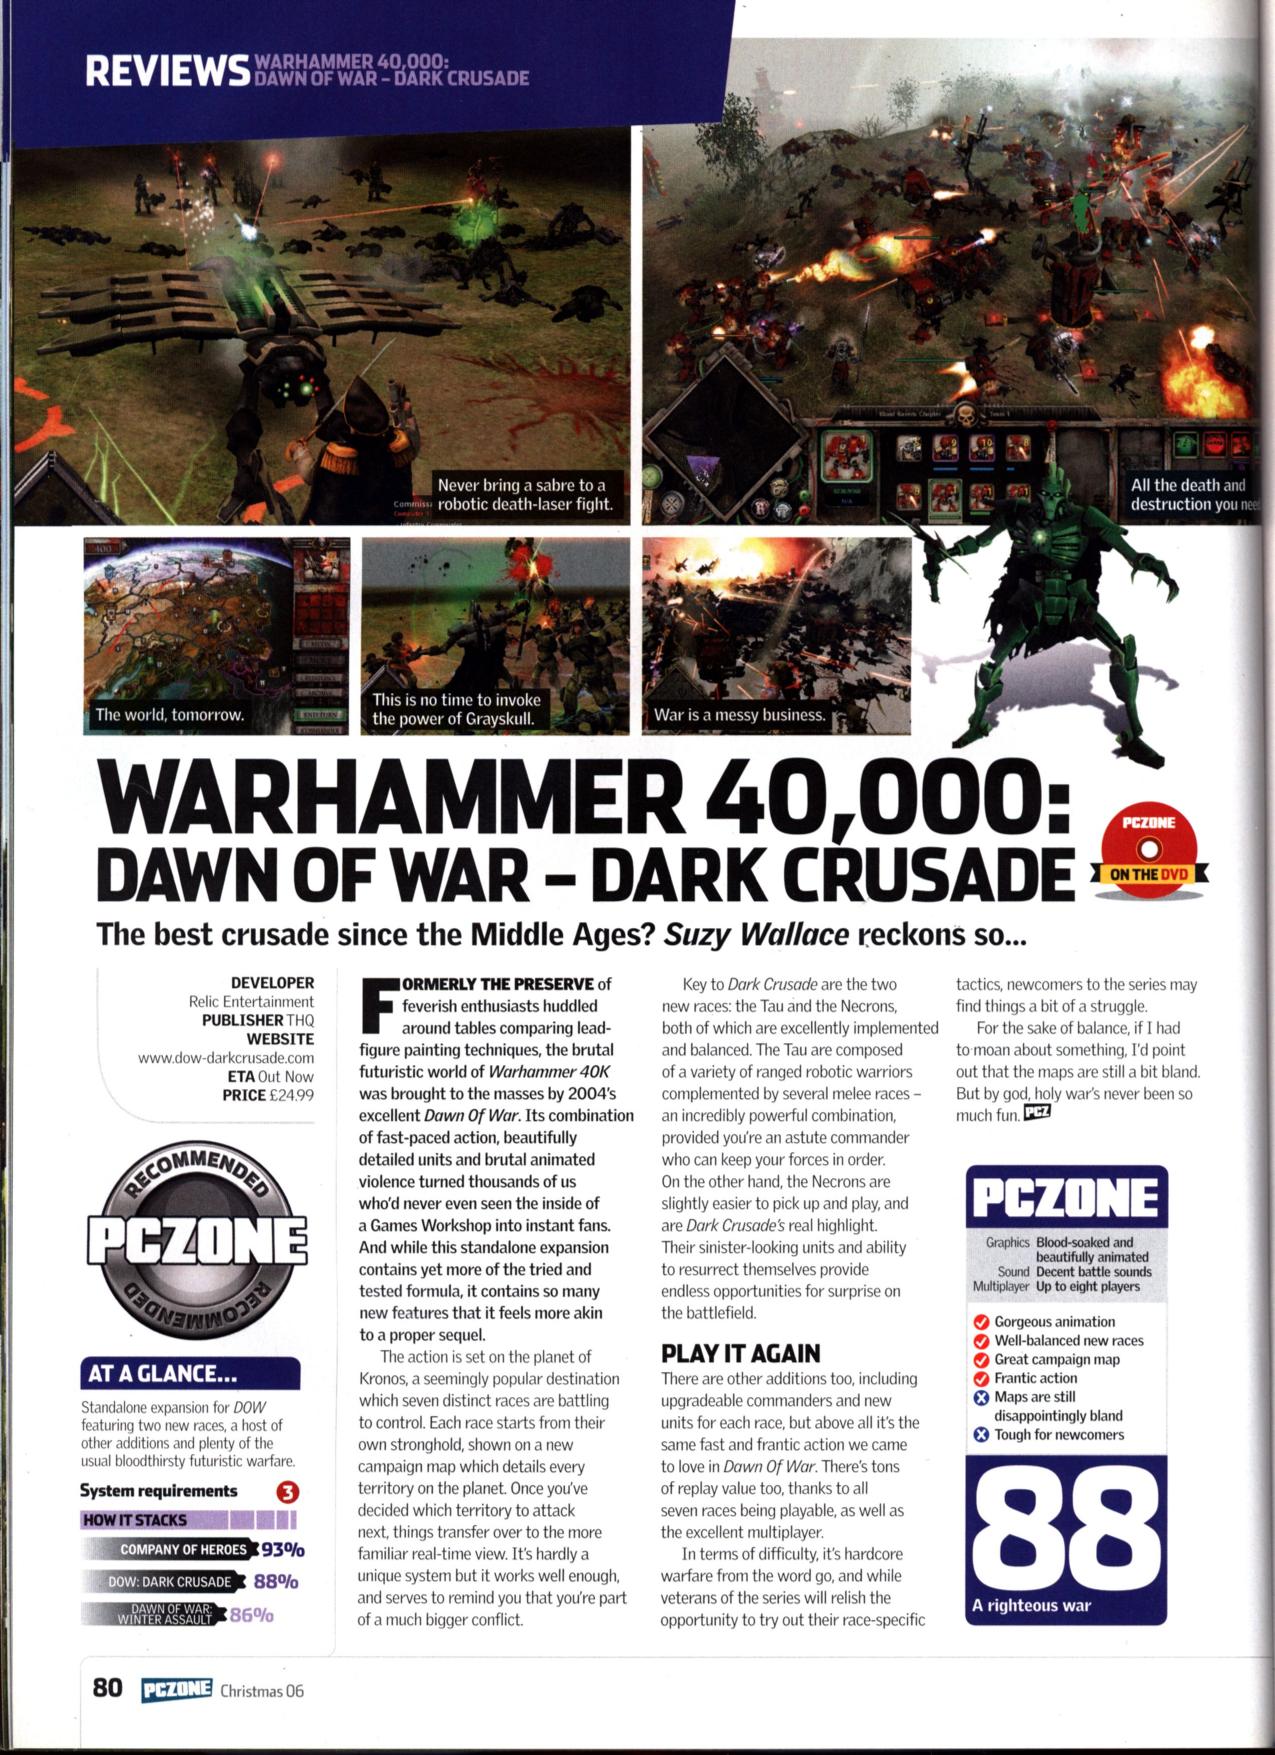 REVIEWS WARHAMMER 40,000:
DAWN OF WAR – DARK CRUSADE
Never bring a sabre to a
robotic death-laser fight.
All the death and
destruction you
The world, tomorrow.
This is no time to invoke
the power of Grayskull.
War is a messy business.
WARHAMMER 40,000:
DAWN OF WAR – DARK CRUSADE
PCZONE
ON THE DVD
The best crusade since the Middle Ages? Suzy Wallace reckons so...
DEVELOPER
Relic Entertainment
PUBLISHER THQ
WEBSITE
www.dow-darkcrusade.com
ETA Out Now
PRICE £24.99
RECOMMENDED
PCZONE
RECOMMENDED
AT A GLANCE...
Standalone expansion for DOW
featuring two new races, a host of
other additions and plenty of the
usual bloodthirsty futuristic warfare.
System requirements 3
HOW IT STACKS
COMPANY OF HEROES 93%
DOW: DARK CRUSADE 88%
DAWN OF WAR:
WINTER ASSAULT 86%
FORMERLY THE PRESERVE of
feverish enthusiasts huddled
around tables comparing lead-
figure painting techniques, the brutal
futuristic world of Warhammer 40K
was brought to the masses by 2004's
excellent Dawn Of War. Its combination
of fast-paced action, beautifully
detailed units and brutal animated
violence turned thousands of us
who'd never even seen the inside of
a Games Workshop into instant fans.
And while this standalone expansion
contains yet more of the tried and
tested formula, it contains so many
new features that it feels more akin
to a proper sequel.
The action is set on the planet of
Kronos, a seemingly popular destination
which seven distinct races are battling
to control. Each race starts from their
own stronghold, shown on a new
campaign map which details every
territory on the planet. Once you've
decided which territory to attack
next, things transfer over to the more
familiar real-time view. It's hardly a
unique system but it works well enough,
and serves to remind you that you're part
of a much bigger conflict.
Key to Dark Crusade are the two
new races: the Tau and the Necrons,
both of which are excellently implemented
and balanced. The Tau are composed
of a variety of ranged robotic warriors
complemented by several melee races –
an incredibly powerful combination,
provided you're an astute commander
who can keep your forces in order.
On the other hand, the Necrons are
slightly easier to pick up and play, and
are Dark Crusade's real highlight.
Their sinister-looking units and ability
to resurrect themselves provide
endless opportunities for surprise on
the battlefield.
PLAY IT AGAIN
There are other additions too, including
upgradeable commanders and new
units for each race, but above all it's the
same fast and frantic action we came
to love in Dawn Of War. There's tons
of replay value too, thanks to all
seven races being playable, as well as
the excellent multiplayer.
In terms of difficulty, it's hardcore
warfare from the word go, and while
veterans of the series will relish the
opportunity to try out their race-specific
tactics, newcomers to the series may
find things a bit of a struggle.
For the sake of balance, if I had
to moan about something, I'd point
out that the maps are still a bit bland.
But by god, holy war's never been so
much fun. PCZ
PCZONE
Graphics Blood-soaked and
beautifully animated
Sound Decent battle sounds
Multiplayer Up to eight players
Gorgeous animation
Well-balanced new races
Great campaign map
Frantic action
Maps are still
disappointingly bland
Tough for newcomers
88
A righteous war
80 PCZONE Christmas 06